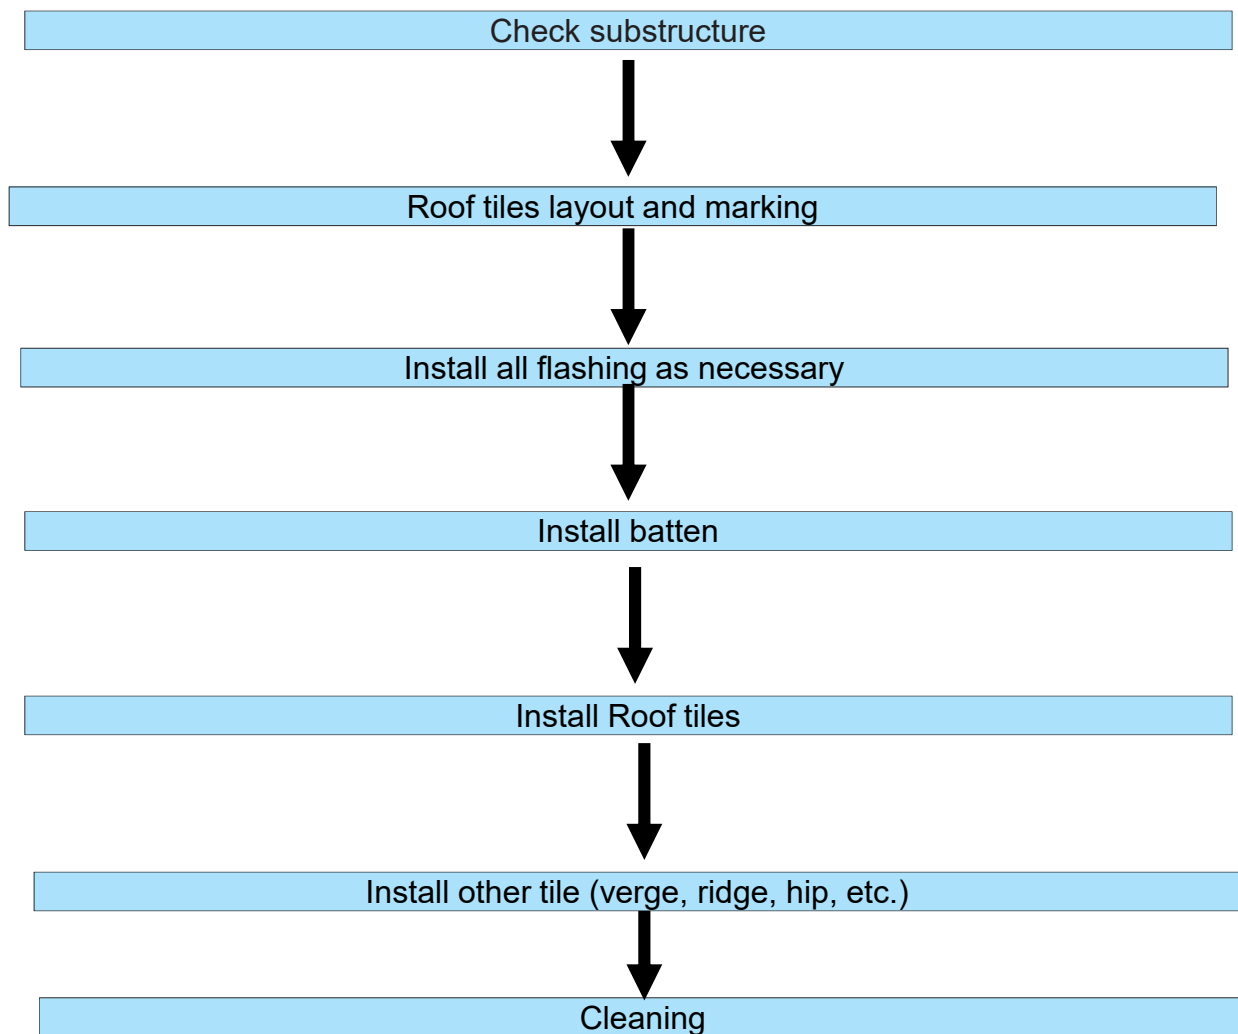 Check substructure
Roof tiles layout and marking
Install all flashing as necessary
Install batten
Install Roof tiles
Install other tile (verge, ridge, hip, etc.)
Cleaning